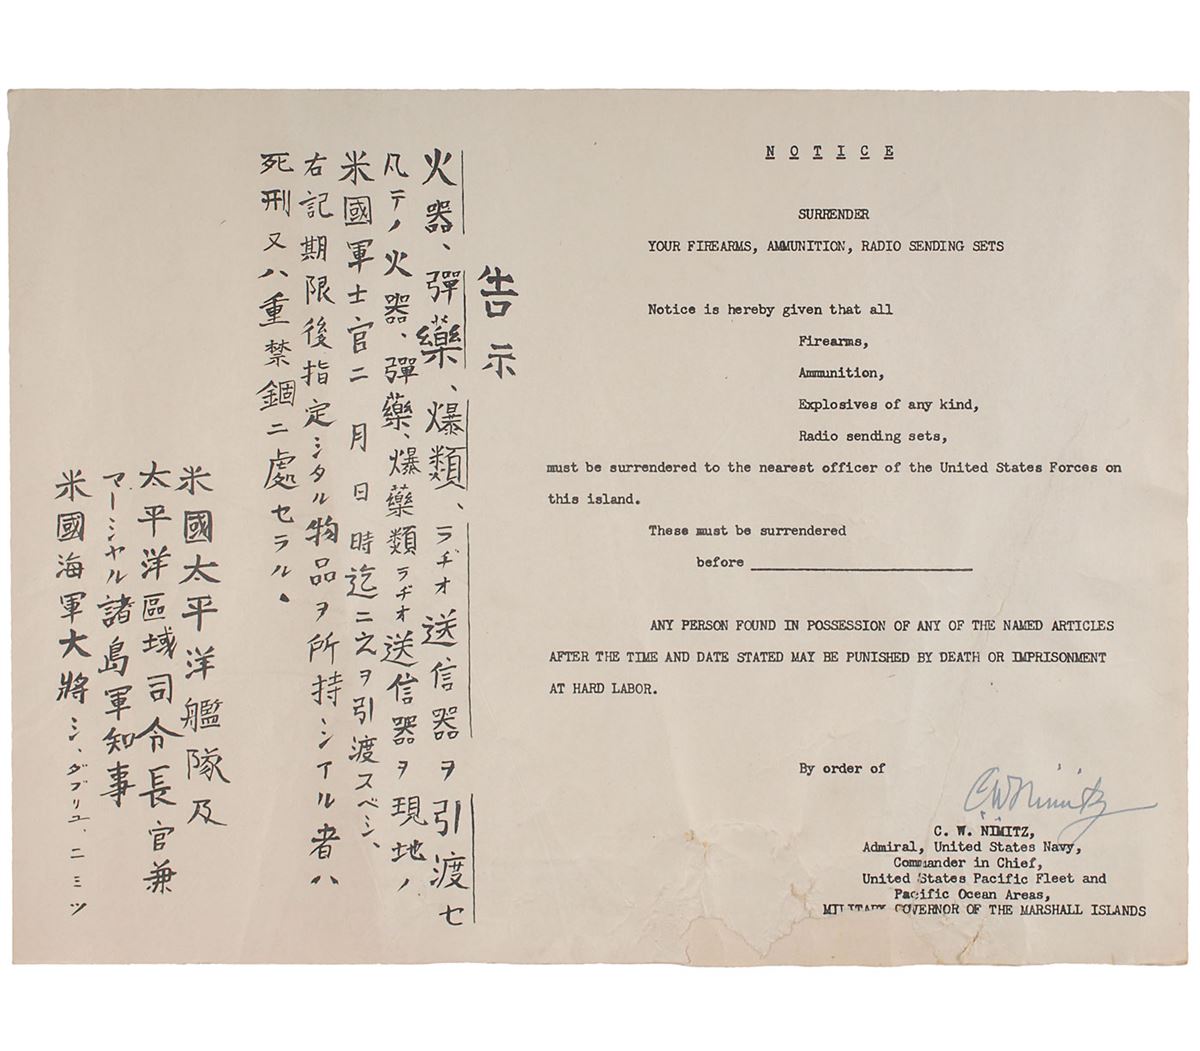 告示
火器、彈藥、爆類、ラヂオ送信器ヲ引渡セ
凡テノ火器、彈藥、爆藥類ラヂオ送信器ヲ現地ノ
米國軍士官ニ 月 日 時迄ニ之ヲ引渡スベシ、
右記期限後指定シタル物品ヲ所持シイル者ハ
死刑又ハ重禁錮ニ處セラル、
米國太平洋艦隊及
太平洋區域司令長官兼
マーシャル諸島軍知事
米國海軍大將シ、ダブリユ、ニミツ
NOTICE
SURRENDER
YOUR FIREARMS, AMMUNITION, RADIO SENDING SETS
Notice is hereby given that all
Firearms,
Ammunition,
Explosives of any kind,
Radio sending sets,
must be surrendered to the nearest officer of the United States Forces on
this island.
These must be surrendered
before
ANY PERSON FOUND IN POSSESSION OF ANY OF THE NAMED ARTICLES
AFTER THE TIME AND DATE STATED MAY BE PUNISHED BY DEATH OR IMPRISONMENT
AT HARD LABOR.
By order of
C W Nimitz
C. W. NIMITZ,
Admiral, United States Navy,
Commander in Chief,
United States Pacific Fleet and
Pacific Ocean Areas,
MILITARY GOVERNOR OF THE MARSHALL ISLANDS